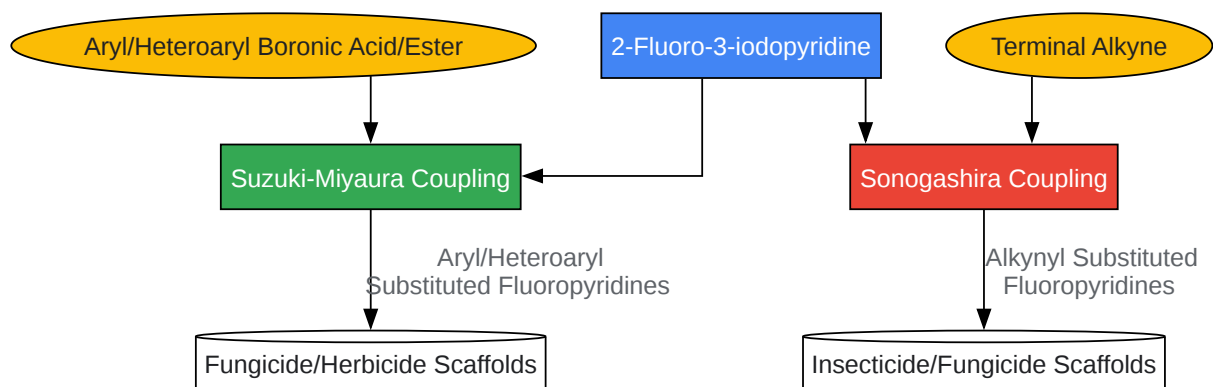 Aryl/Heteroaryl Boronic Acid/Ester
2-Fluoro-3-iodopyridine
Terminal Alkyne
Suzuki-Miyaura Coupling
Sonogashira Coupling
Aryl/Heteroaryl
Substituted Fluoropyridines
Alkynyl Substituted
Fluoropyridines
Fungicide/Herbicide Scaffolds
Insecticide/Fungicide Scaffolds